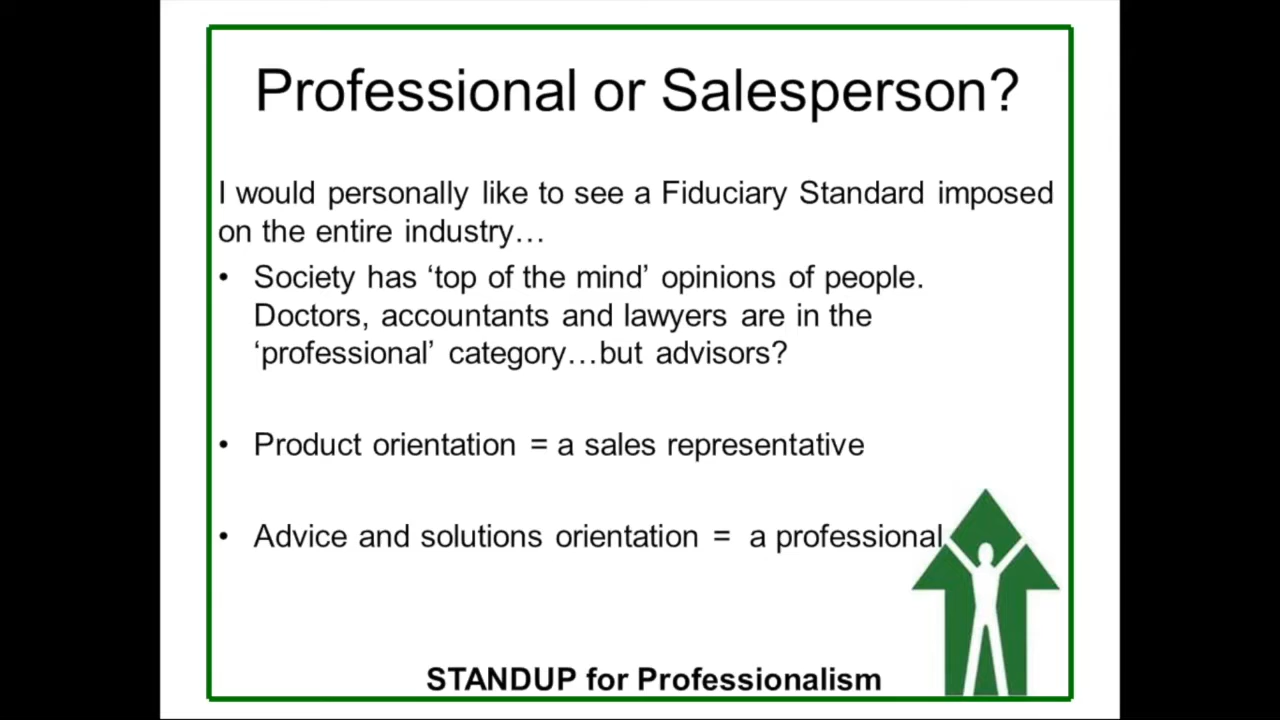 Professional or Salesperson?
I would personally like to see a Fiduciary Standard imposed
on the entire industry…
• Society has ‘top of the mind’ opinions of people.
Doctors, accountants and lawyers are in the
‘professional’ category…but advisors?
• Product orientation = a sales representative
• Advice and solutions orientation = a professional
STANDUP for Professionalism